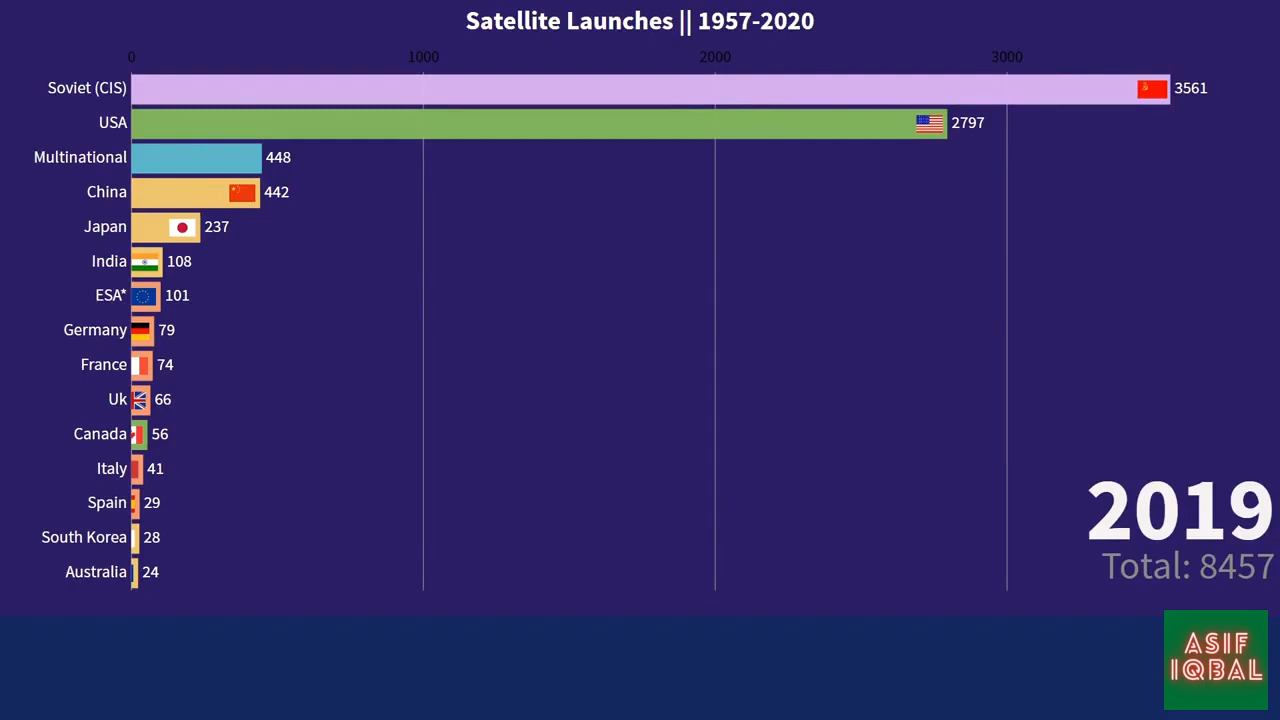 Satellite Launches || 1957-2020
0 1000 2000 3000
Soviet (CIS) 3561
USA 2797
Multinational 448
China 442
Japan 237
India 108
ESA* 101
Germany 79
France 74
Uk 66
Canada 56
Italy 41
Spain 29
South Korea 28
Australia 24
2019
Total: 8457
ASIF
IQBAL